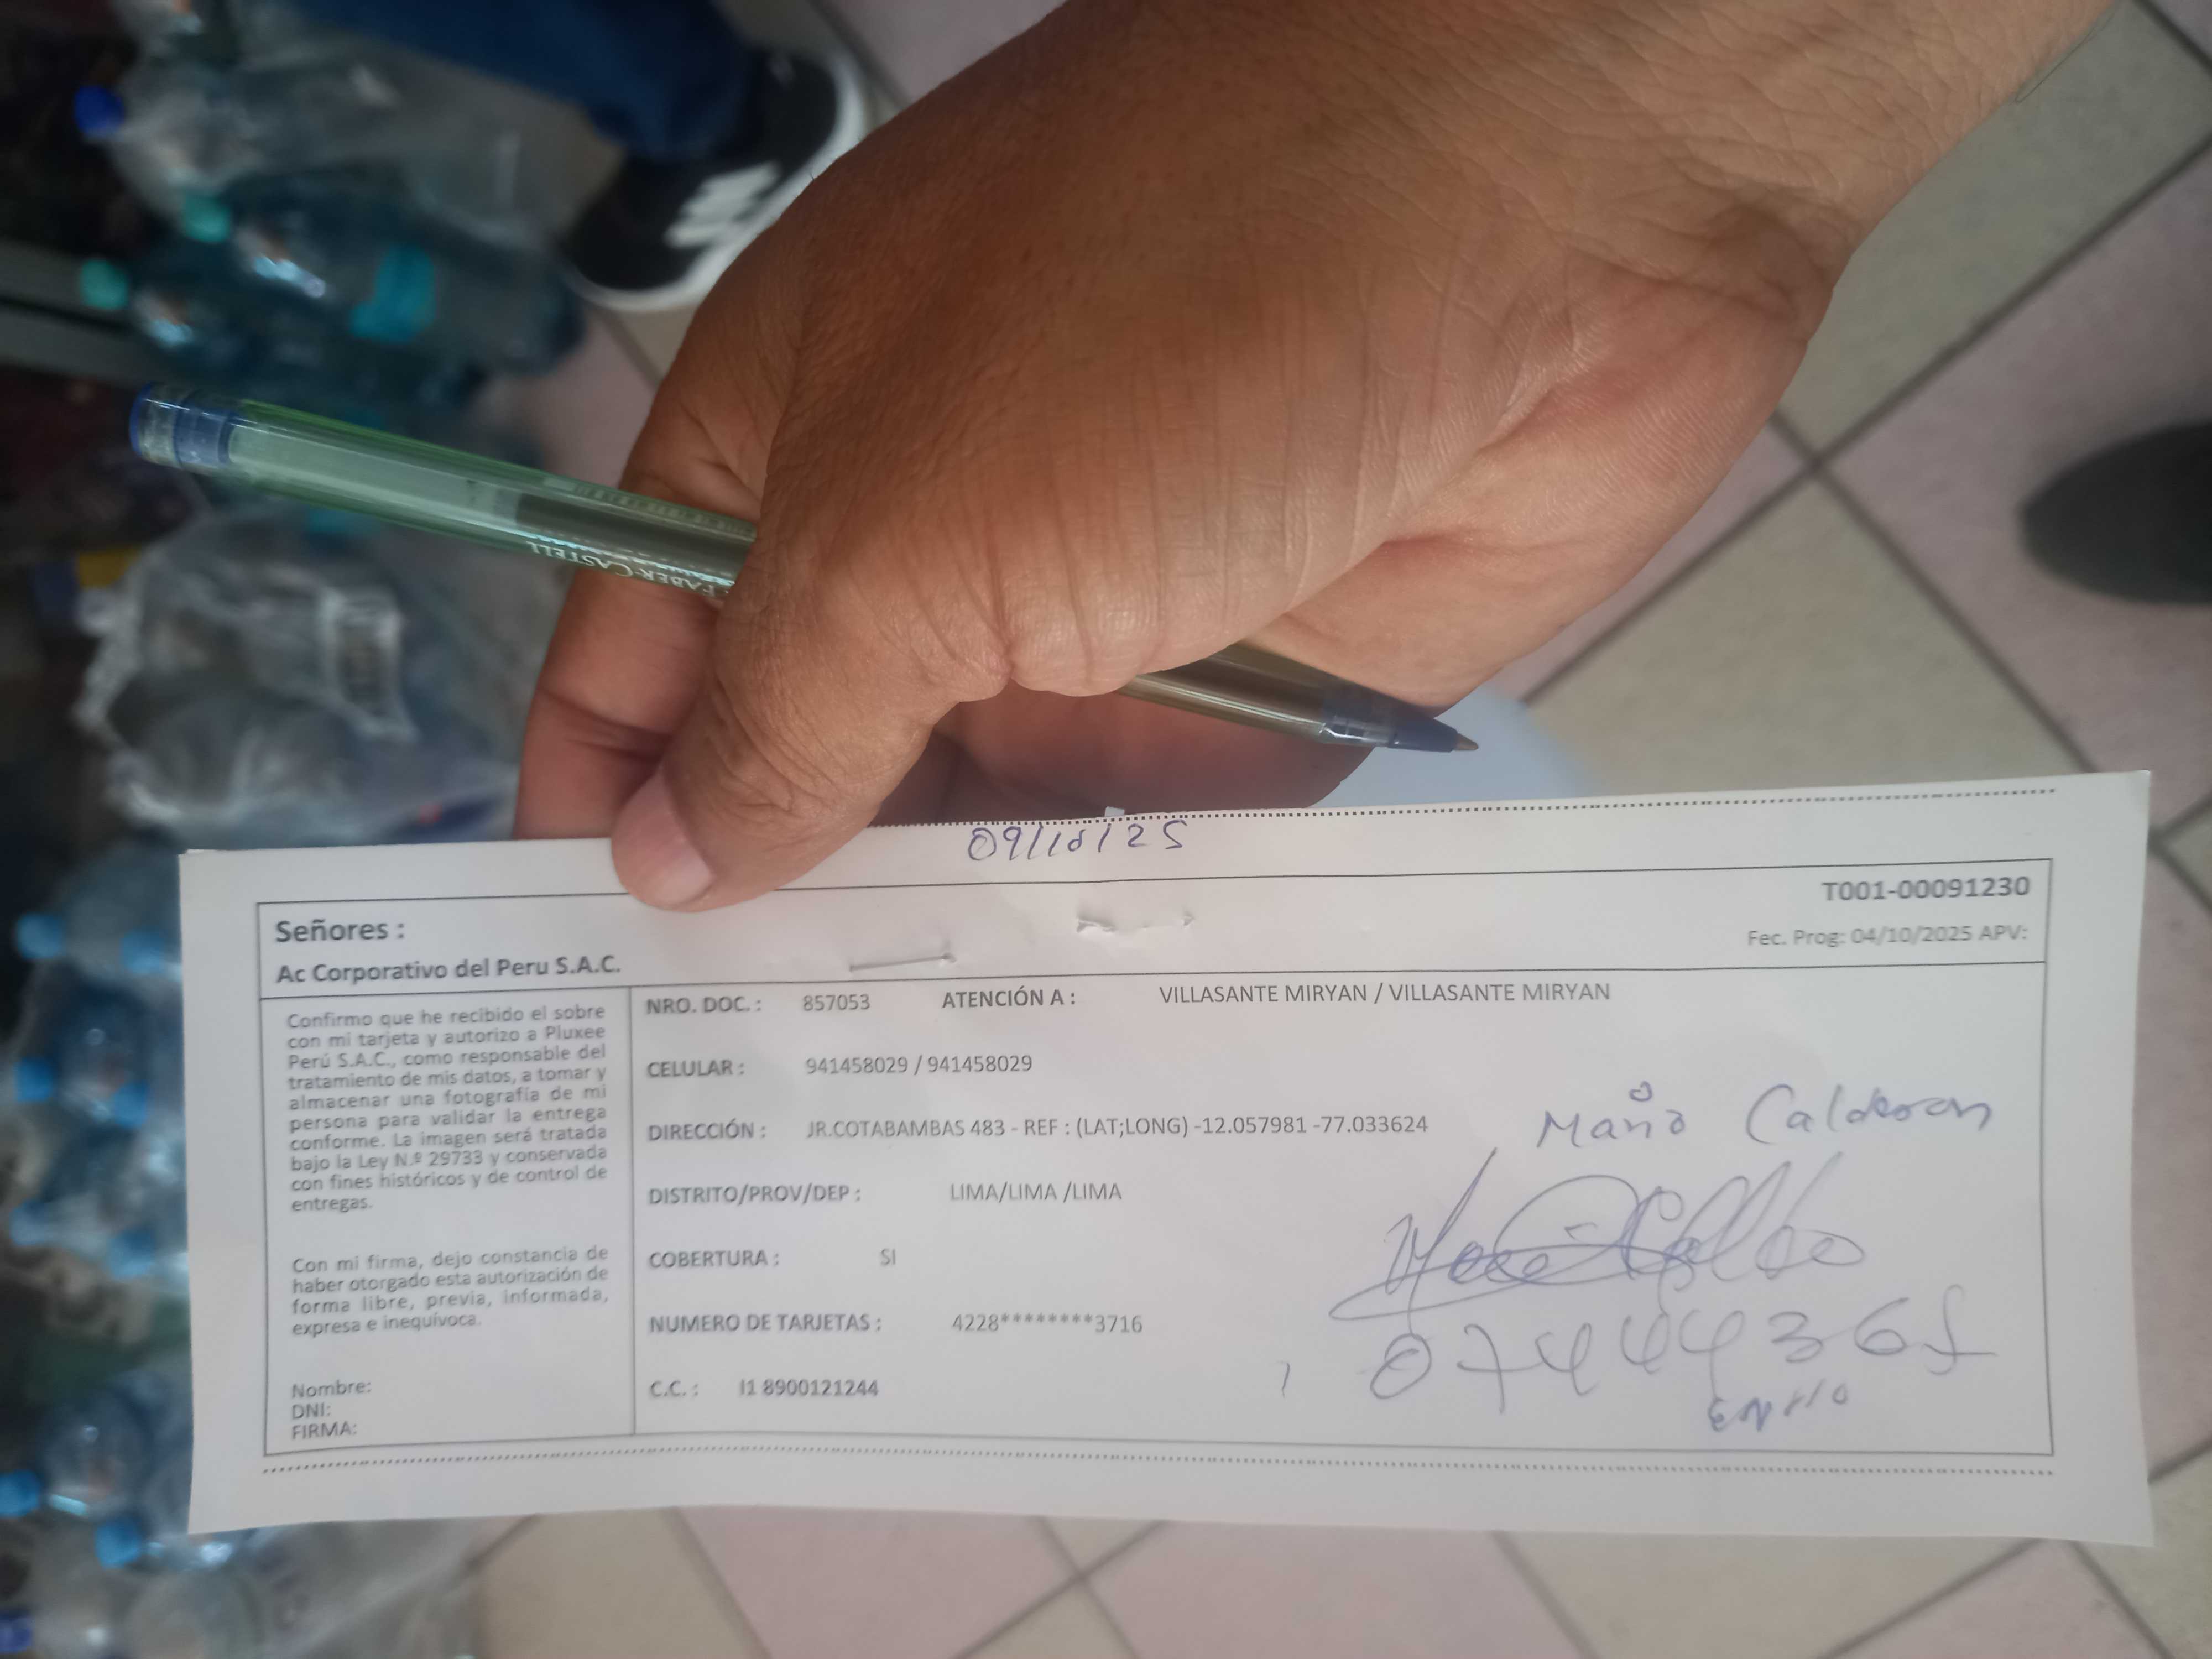 FABER-CASTELL
09/10/25
T001-00091230
Señores :
Fec. Prog: 04/10/2025 APV:
Ac Corporativo del Peru S.A.C.
Confirmo que he recibido el sobre
con mi tarjeta y autorizo a Pluxee
Perú S.A.C., como responsable del
tratamiento de mis datos, a tomar y
almacenar una fotografía de mi
persona para validar la entrega
conforme. La imagen será tratada
bajo la Ley N.º 29733 y conservada
con fines históricos y de control de
entregas.
Con mi firma, dejo constancia de
haber otorgado esta autorización de
forma libre, previa, informada,
expresa e inequívoca.
Nombre:
DNI:
FIRMA:
NRO. DOC. : 857053 ATENCIÓN A : VILLASANTE MIRYAN / VILLASANTE MIRYAN
CELULAR : 941458029 / 941458029
DIRECCIÓN : JR.COTABAMBAS 483 - REF : (LAT;LONG) -12.057981 -77.033624
DISTRITO/PROV/DEP : LIMA/LIMA /LIMA
COBERTURA : SI
NUMERO DE TARJETAS : 4228********3716
C.C. : I1 8900121244
Calderon